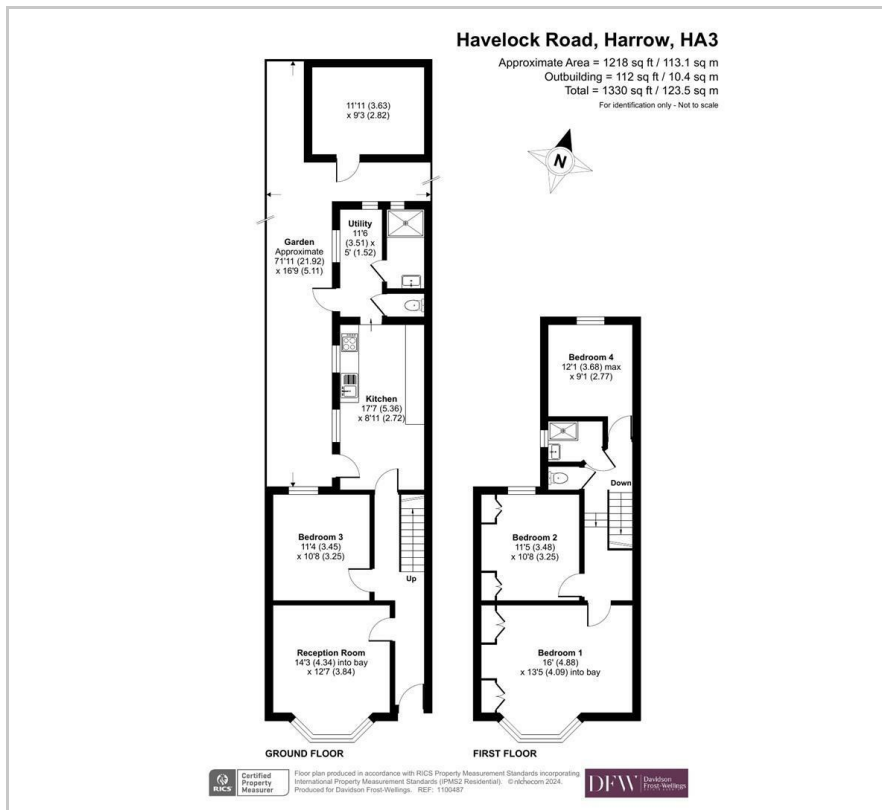 Havelock Road, Harrow, HA3
Approximate Area = 1218 sq ft / 113.1 sq m
Outbuilding = 112 sq ft / 10.4 sq m
Total = 1330 sq ft / 123.5 sq m
For identification only - Not to scale
N
11'11 (3.63)
x 9'3 (2.82)
Utility
11'6
(3.51) x
5' (1.52)
Garden
Approximate
71'11 (21.92)
x 16'9 (5.11)
Kitchen
17'7 (5.36)
x 8'11 (2.72)
Bedroom 3
11'4 (3.45)
x 10'8 (3.25)
Up
Reception Room
14'3 (4.34) into bay
x 12'7 (3.84)
GROUND FLOOR
Bedroom 4
12'1 (3.68) max
x 9'1 (2.77)
Down
Bedroom 2
11'5 (3.48)
x 10'8 (3.25)
Bedroom 1
16' (4.88)
x 13'5 (4.09) into bay
FIRST FLOOR
RICS
Certified
Property
Measurer
Floor plan produced in accordance with RICS Property Measurement Standards incorporating
International Property Measurement Standards (IPMS2 Residential). © nichecom 2024.
Produced for Davidson Frost-Wellings. REF: 1100487
DFW
Davidson
Frost-Wellings